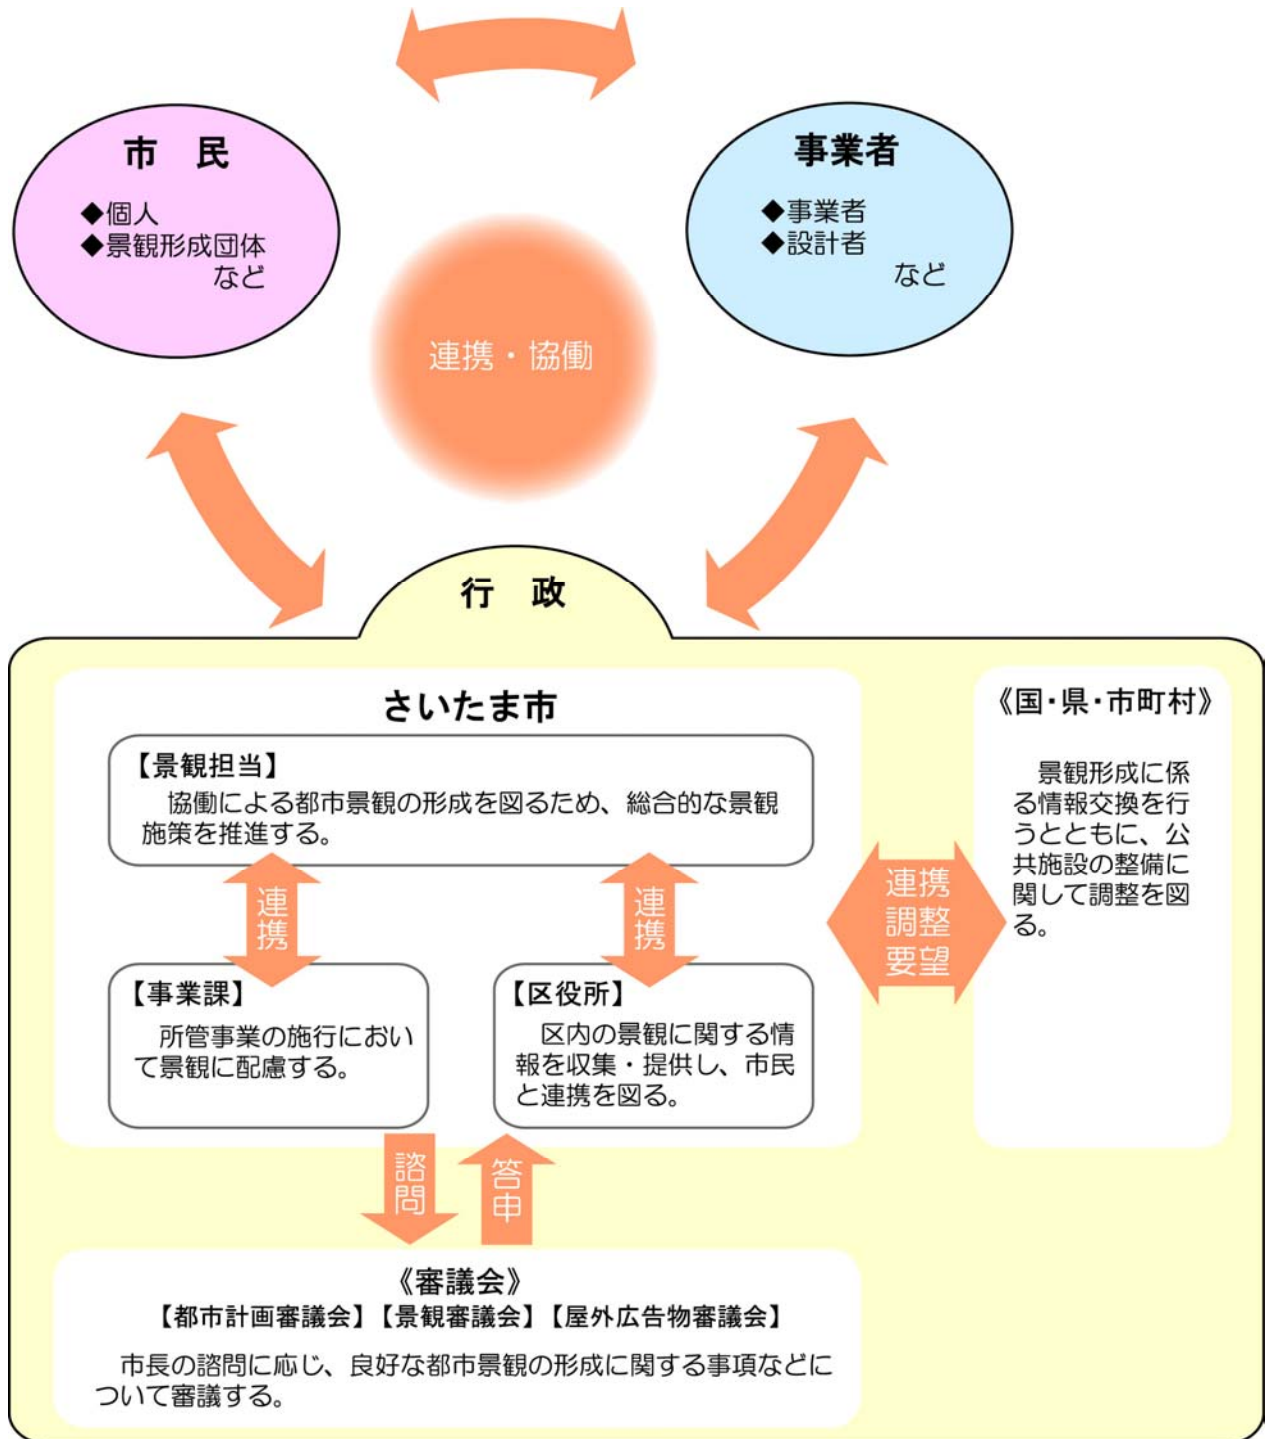 市　民
◆個人
◆景観形成団体
など
事業者
◆事業者
◆設計者
など
連携・協働
行　政
さいたま市
【景観担当】
　協働による都市景観の形成を図るため、総合的な景観
施策を推進する。
連携
連携
【事業課】
　所管事業の施行におい
て景観に配慮する。
【区役所】
　区内の景観に関する情
報を収集・提供し、市民
と連携を図る。
連携
調整
要望
《国・県・市町村》
　景観形成に係
る情報交換を行
うとともに、公
共施設の整備に
関して調整を図
る。
諮問
答申
《審議会》
【都市計画審議会】【景観審議会】【屋外広告物審議会】
　市長の諮問に応じ、良好な都市景観の形成に関する事項などに
ついて審議する。